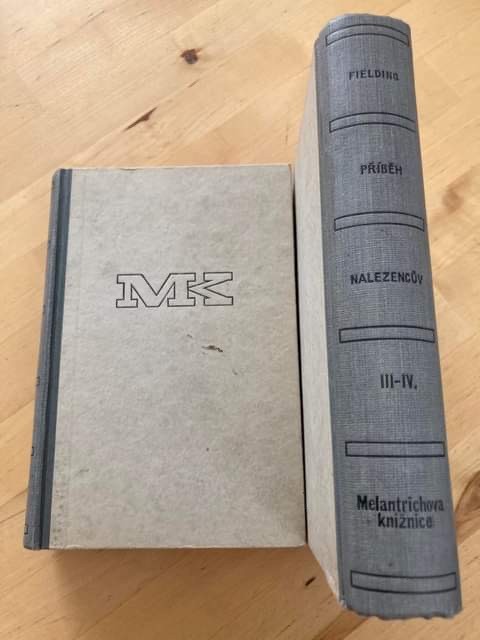 MK
FIELDING
PŘÍBĚH
NALEZENCŮV
III-IV.
Melantrichova
knižnice